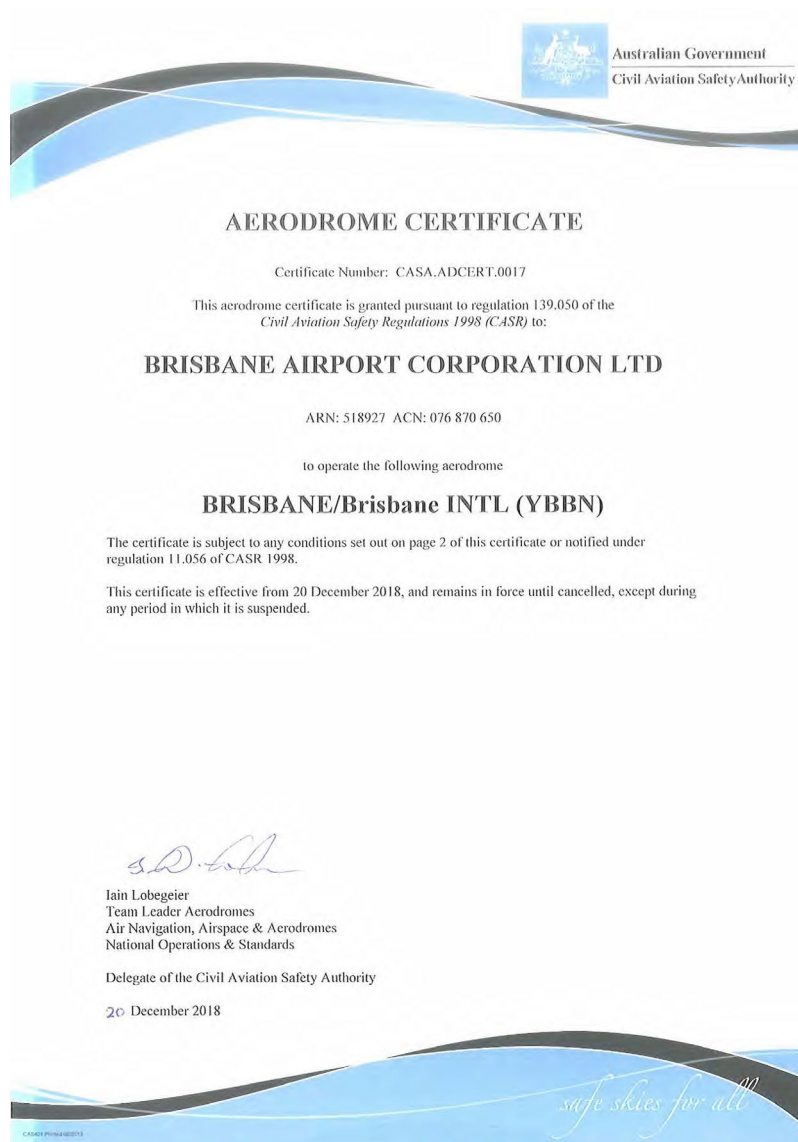 Australian Government
Civil Aviation Safety Authority
AERODROME CERTIFICATE
Certificate Number: CASA.ADCERT.0017
This aerodrome certificate is granted pursuant to regulation 139.050 of the
Civil Aviation Safety Regulations 1998 (CASR) to:
BRISBANE AIRPORT CORPORATION LTD
ARN: 518927 ACN: 076 870 650
to operate the following aerodrome
BRISBANE/Brisbane INTL (YBBN)
The certificate is subject to any conditions set out on page 2 of this certificate or notified under
regulation 11.056 of CASR 1998.
This certificate is effective from 20 December 2018, and remains in force until cancelled, except during
any period in which it is suspended.
Iain Lobegeier
Team Leader Aerodromes
Air Navigation, Airspace & Aerodromes
National Operations & Standards
Delegate of the Civil Aviation Safety Authority
20 December 2018
safe skies for all